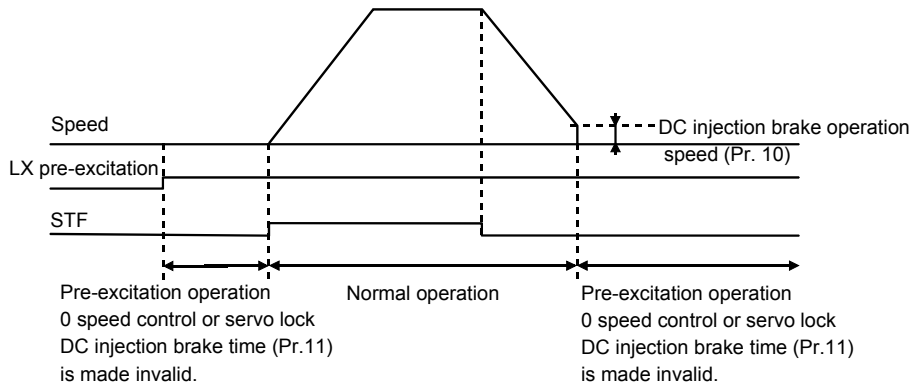 Speed
DC injection brake operation
speed (Pr. 10)
LX pre-excitation
STF
Pre-excitation operation
0 speed control or servo lock
DC injection brake time (Pr.11)
is made invalid.
Normal operation
Pre-excitation operation
0 speed control or servo lock
DC injection brake time (Pr.11)
is made invalid.